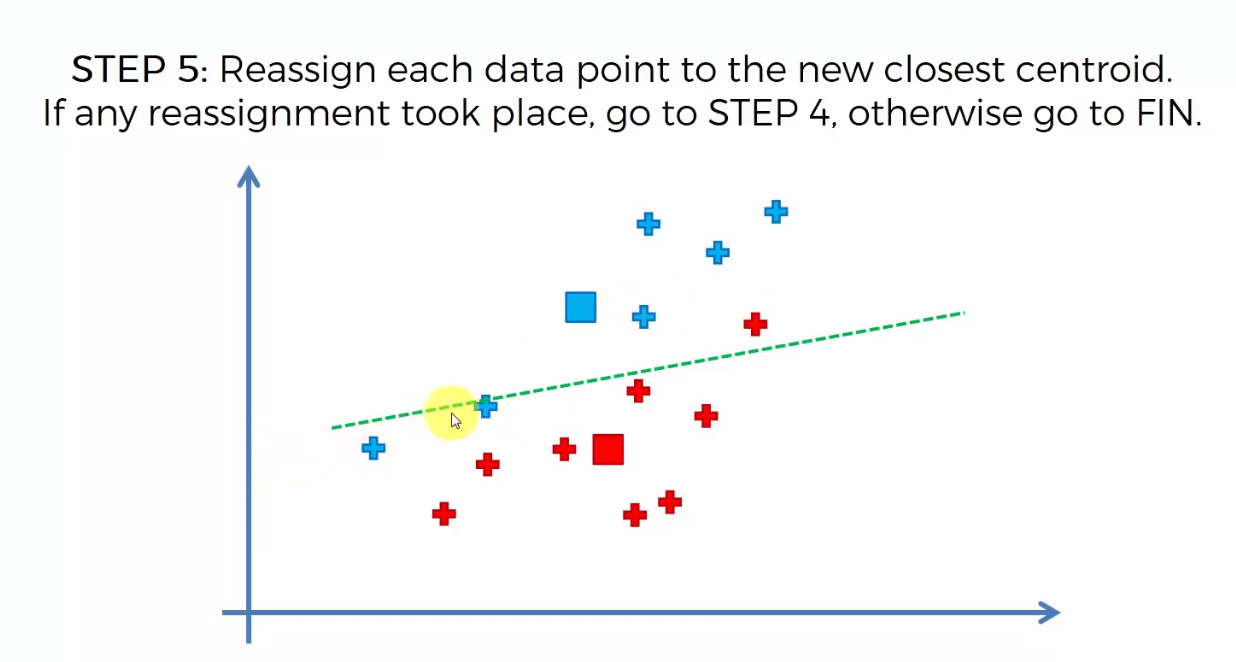 STEP 5: Reassign each data point to the new closest centroid.
If any reassignment took place, go to STEP 4, otherwise go to FIN.